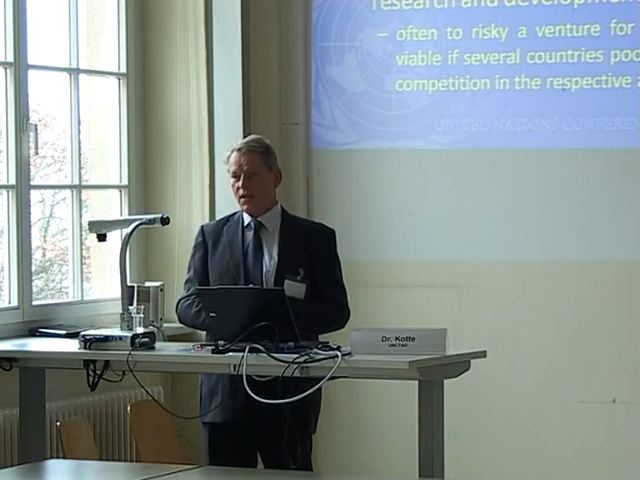 research and development
– often to risky a venture for
viable if several countries poo
competition in the respective a
UNITED NATIONS CONFEREN
Dr. Kotte
UNCTAD